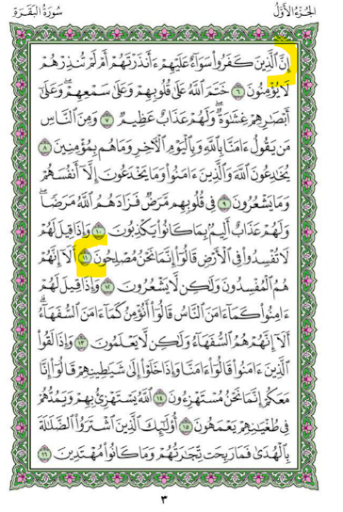 الجزء الأول سورة البقرة
إِنَّ ٱلَّذِينَ كَفَرُوا۟ سَوَآءٌ عَلَيْهِمْ ءَأَنذَرْتَهُمْ أَمْ لَمْ تُنذِرْهُمْ
لَا يُؤْمِنُونَ ٦ خَتَمَ ٱللَّهُ عَلَىٰ قُلُوبِهِمْ وَعَلَىٰ سَمْعِهِمْ ۖ وَعَلَىٰٓ
أَبْصَٰرِهِمْ غِشَٰوَةٌ ۖ وَلَهُمْ عَذَابٌ عَظِيمٌ ٧ وَمِنَ ٱلنَّاسِ
مَن يَقُولُ ءَامَنَّا بِٱللَّهِ وَبِٱلْيَوْمِ ٱلْءَاخِرِ وَمَا هُم بِمُؤْمِنِينَ ٨
يُخَٰدِعُونَ ٱللَّهَ وَٱلَّذِينَ ءَامَنُوا۟ وَمَا يَخْدَعُونَ إِلَّآ أَنفُسَهُمْ
وَمَا يَشْعُرُونَ ٩ فِى قُلُوبِهِم مَّرَضٌ فَزَادَهُمُ ٱللَّهُ مَرَضًا ۖ
وَلَهُمْ عَذَابٌ أَلِيمٌۢ بِمَا كَانُوا۟ يَكْذِبُونَ ١٠ وَإِذَا قِيلَ لَهُمْ
لَا تُفْسِدُوا۟ فِى ٱلْأَرْضِ قَالُوٓا۟ إِنَّمَا نَحْنُ مُصْلِحُونَ ١١ أَلَآ إِنَّهُمْ
هُمُ ٱلْمُفْسِدُونَ وَلَٰكِن لَّا يَشْعُرُونَ ١٢ وَإِذَا قِيلَ لَهُمْ
ءَامِنُوا۟ كَمَآ ءَامَنَ ٱلنَّاسُ قَالُوٓا۟ أَنُؤْمِنُ كَمَآ ءَامَنَ ٱلسُّفَهَآءُ ۗ
أَلَآ إِنَّهُمْ هُمُ ٱلسُّفَهَآءُ وَلَٰكِن لَّا يَعْلَمُونَ ١٣ وَإِذَا لَقُوا۟
ٱلَّذِينَ ءَامَنُوا۟ قَالُوٓا۟ ءَامَنَّا وَإِذَا خَلَوْا۟ إِلَىٰ شَيَٰطِينِهِمْ قَالُوٓا۟ إِنَّا
مَعَكُمْ إِنَّمَا نَحْنُ مُسْتَهْزِءُونَ ١٤ ٱللَّهُ يَسْتَهْزِئُ بِهِمْ وَيَمُدُّهُمْ
فِى طُغْيَٰنِهِمْ يَعْمَهُونَ ١٥ أُو۟لَٰٓئِكَ ٱلَّذِينَ ٱشْتَرَوُا۟ ٱلضَّلَٰلَةَ
بِٱلْهُدَىٰ فَمَا رَبِحَت تِّجَٰرَتُهُمْ وَمَا كَانُوا۟ مُهْتَدِينَ ١٦
٣